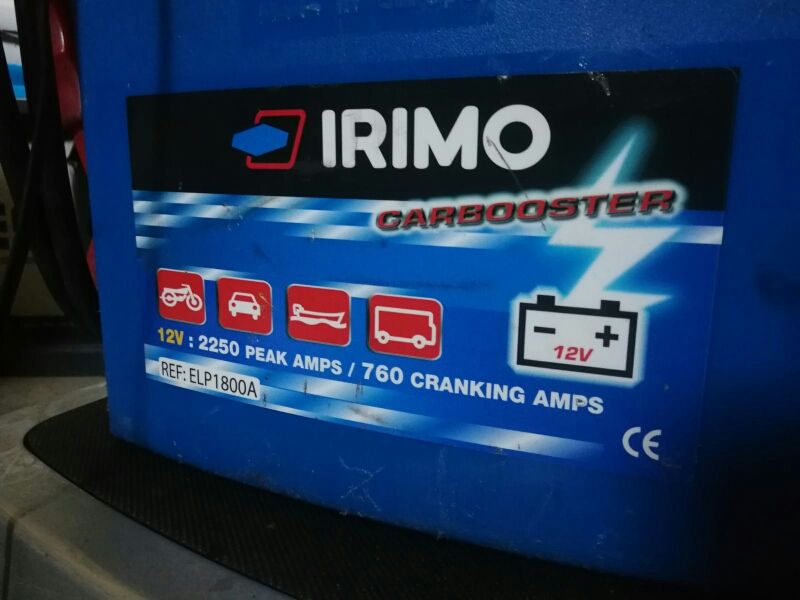 IRIMO
CARBOOSTER
12V : 2250 PEAK AMPS / 760 CRANKING AMPS
- +
12V
REF: ELP1800A
CE